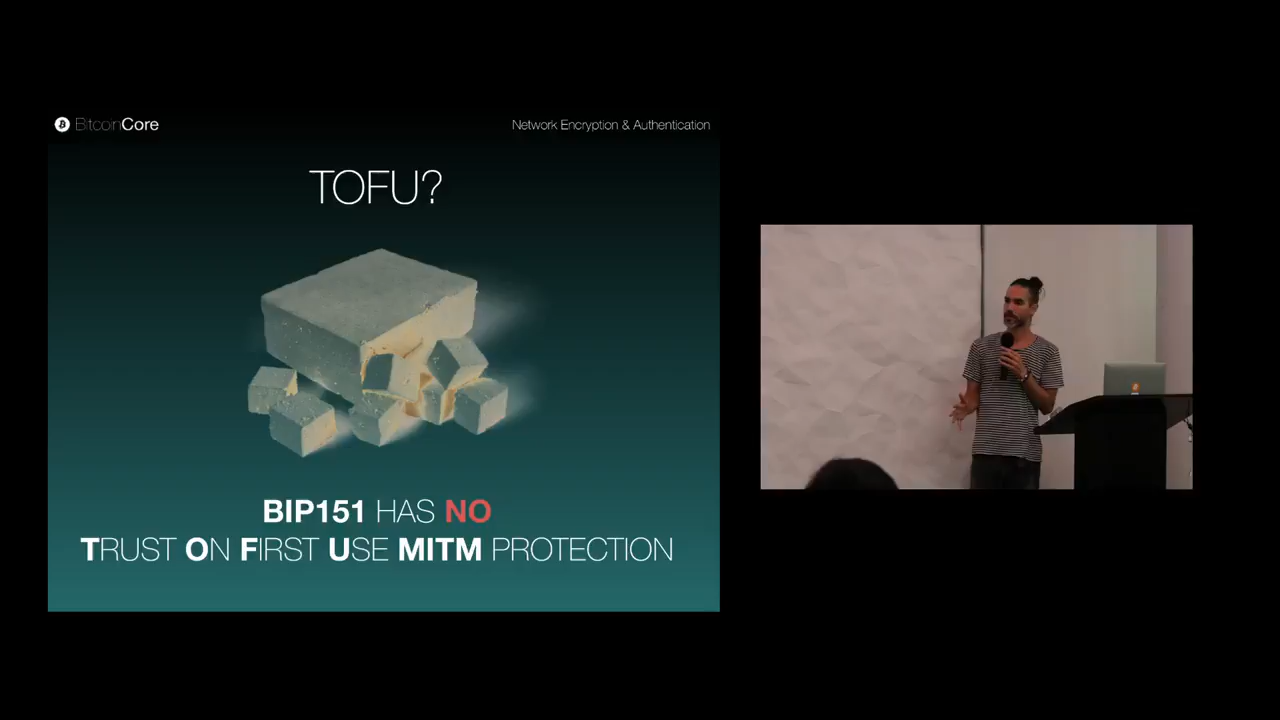 BitcoinCore
Network Encryption & Authentication
TOFU?
BIP151 HAS NO
TRUST ON FIRST USE MITM PROTECTION